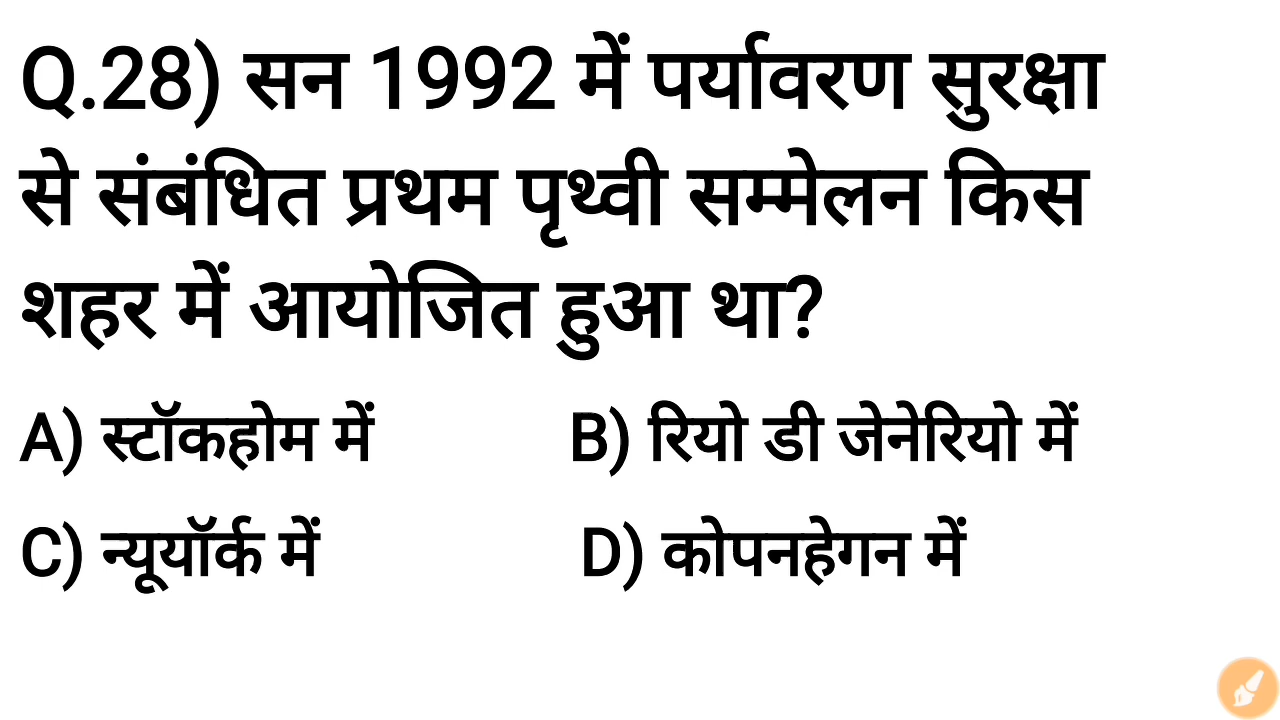 Q.28) सन 1992 में पर्यावरण सुरक्षा
से संबंधित प्रथम पृथ्वी सम्मेलन किस
शहर में आयोजित हुआ था?
A) स्टॉकहोम में B) रियो डी जेनेरियो में
C) न्यूयॉर्क में D) कोपनहेगन में